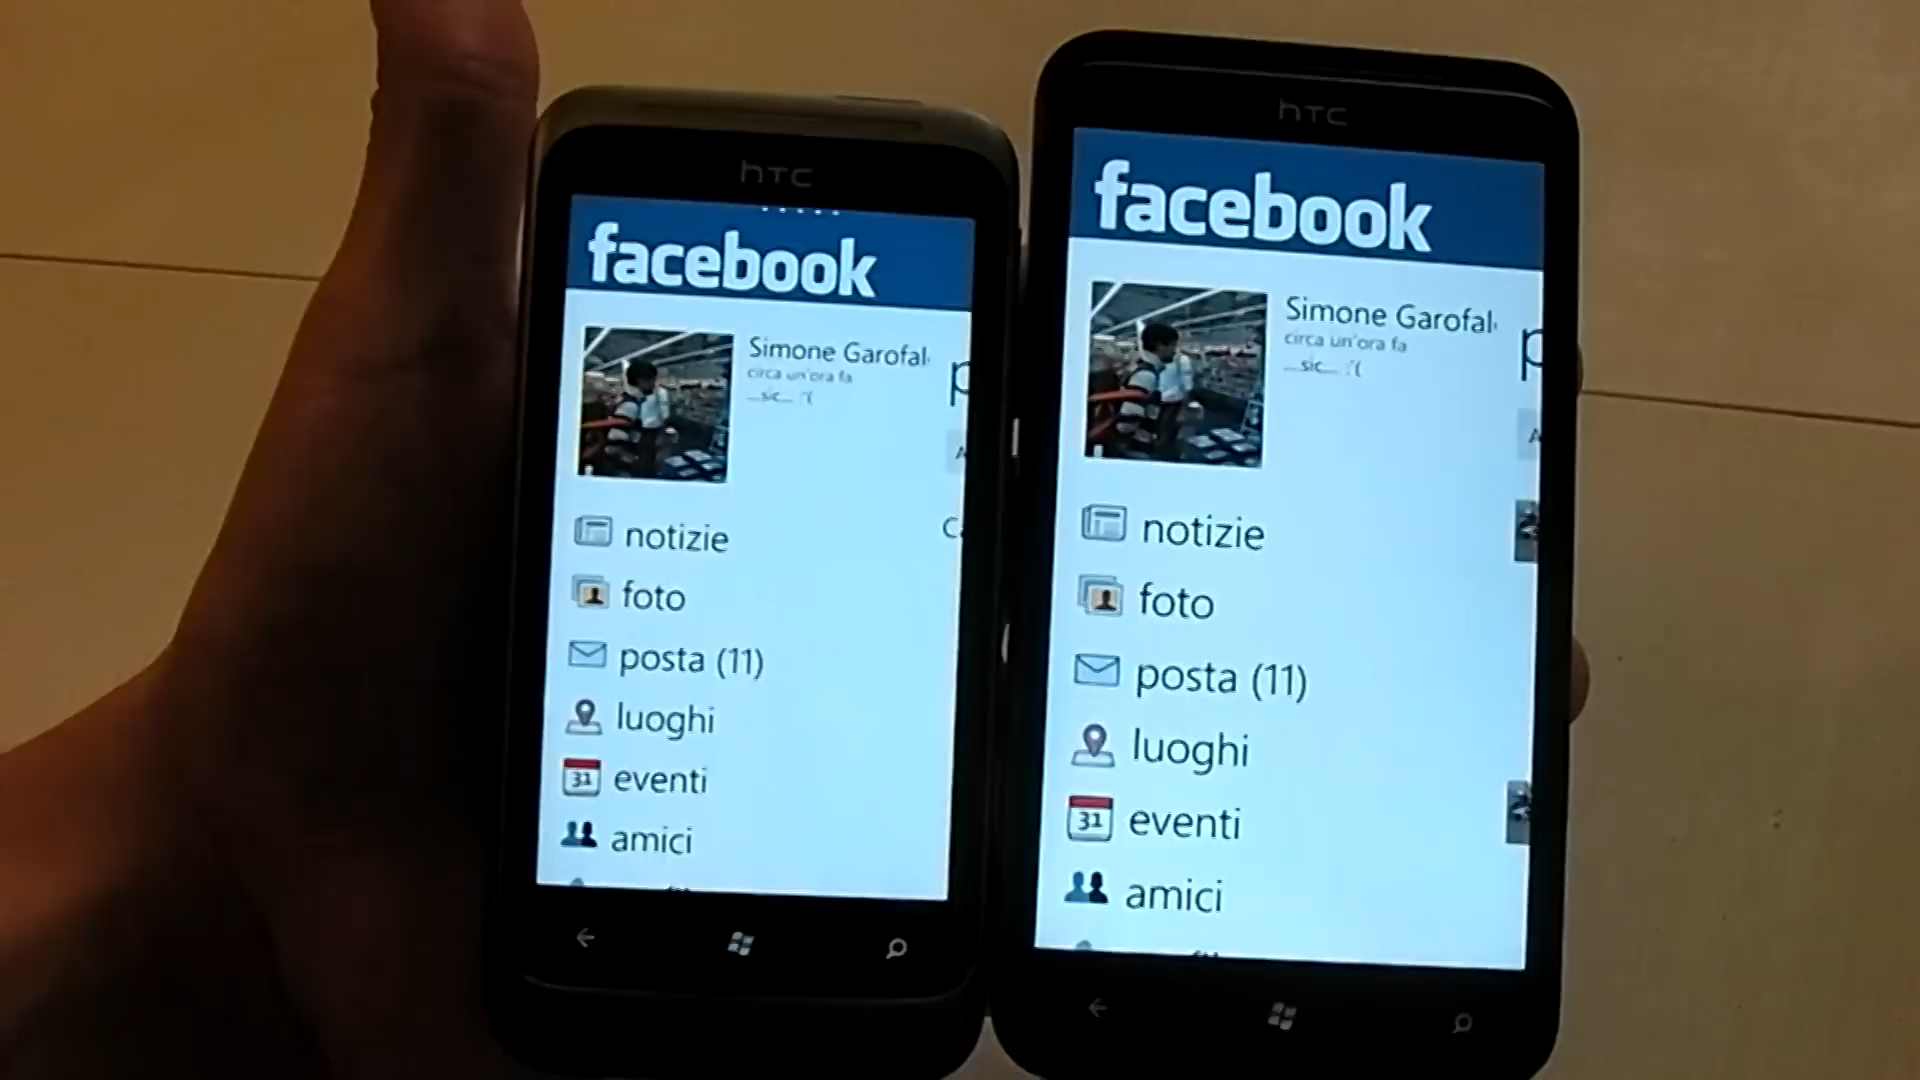 hTC
facebook
Simone Garofal
circa un'ora fa
...sic... :'(
notizie
foto
posta (11)
luoghi
31 eventi
amici
hTC
facebook
Simone Garofal
circa un'ora fa
...sic... :'(
notizie
foto
posta (11)
luoghi
31 eventi
amici